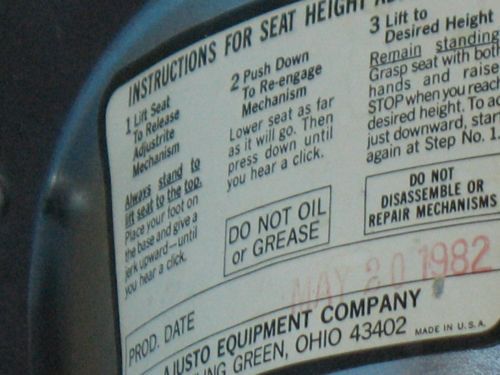 INSTRUCTIONS FOR SEAT HEIGHT
1 Lift Seat
To Release
Adjustrite
Mechanism
Always stand to
lift seat to the top.
Place your foot on
the base and give a
jerk upward—until
you hear a click.
2 Push Down
To Re-engage
Mechanism
Lower seat as far
as it will go. Then
press down until
you hear a click.
3 Lift to
Desired Height
Remain standing
Grasp seat with both
hands and raise
STOP when you reach
desired height. To
just downward, start
again at Step No. 1.
DO NOT OIL
or GREASE
DO NOT
DISASSEMBLE OR
REPAIR MECHANISMS
PROD. DATE
MAY 20 1982
AJUSTO EQUIPMENT COMPANY
GREEN, OHIO 43402
MADE IN U.S.A.